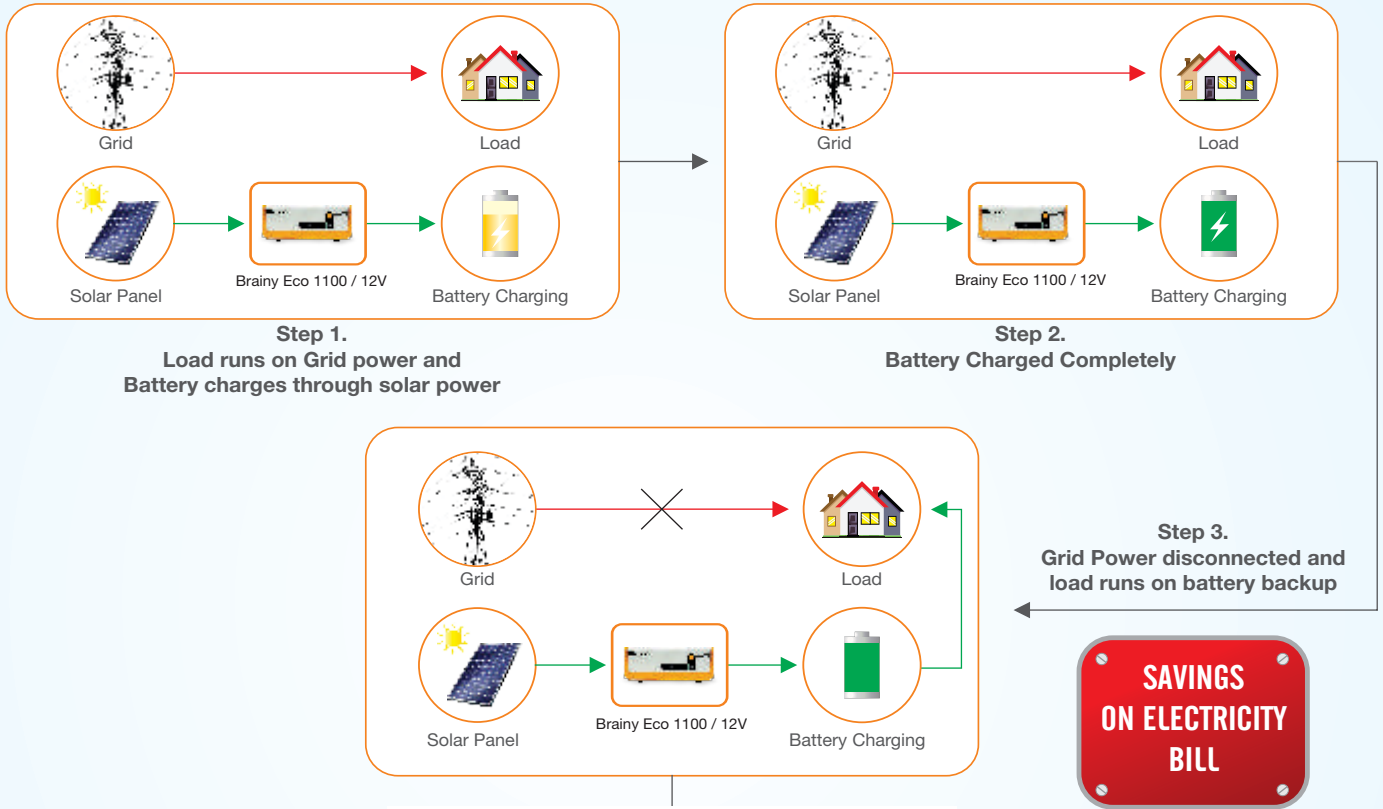 Grid
Load
Solar Panel
Brainy Eco 1100 / 12V
Battery Charging
Step 1.
Load runs on Grid power and
Battery charges through solar power
Grid
Load
Solar Panel
Brainy Eco 1100 / 12V
Battery Charging
Step 2.
Battery Charged Completely
Grid
Load
Solar Panel
Brainy Eco 1100 / 12V
Battery Charging
Step 3.
Grid Power disconnected and
load runs on battery backup
SAVINGS
ON ELECTRICITY
BILL